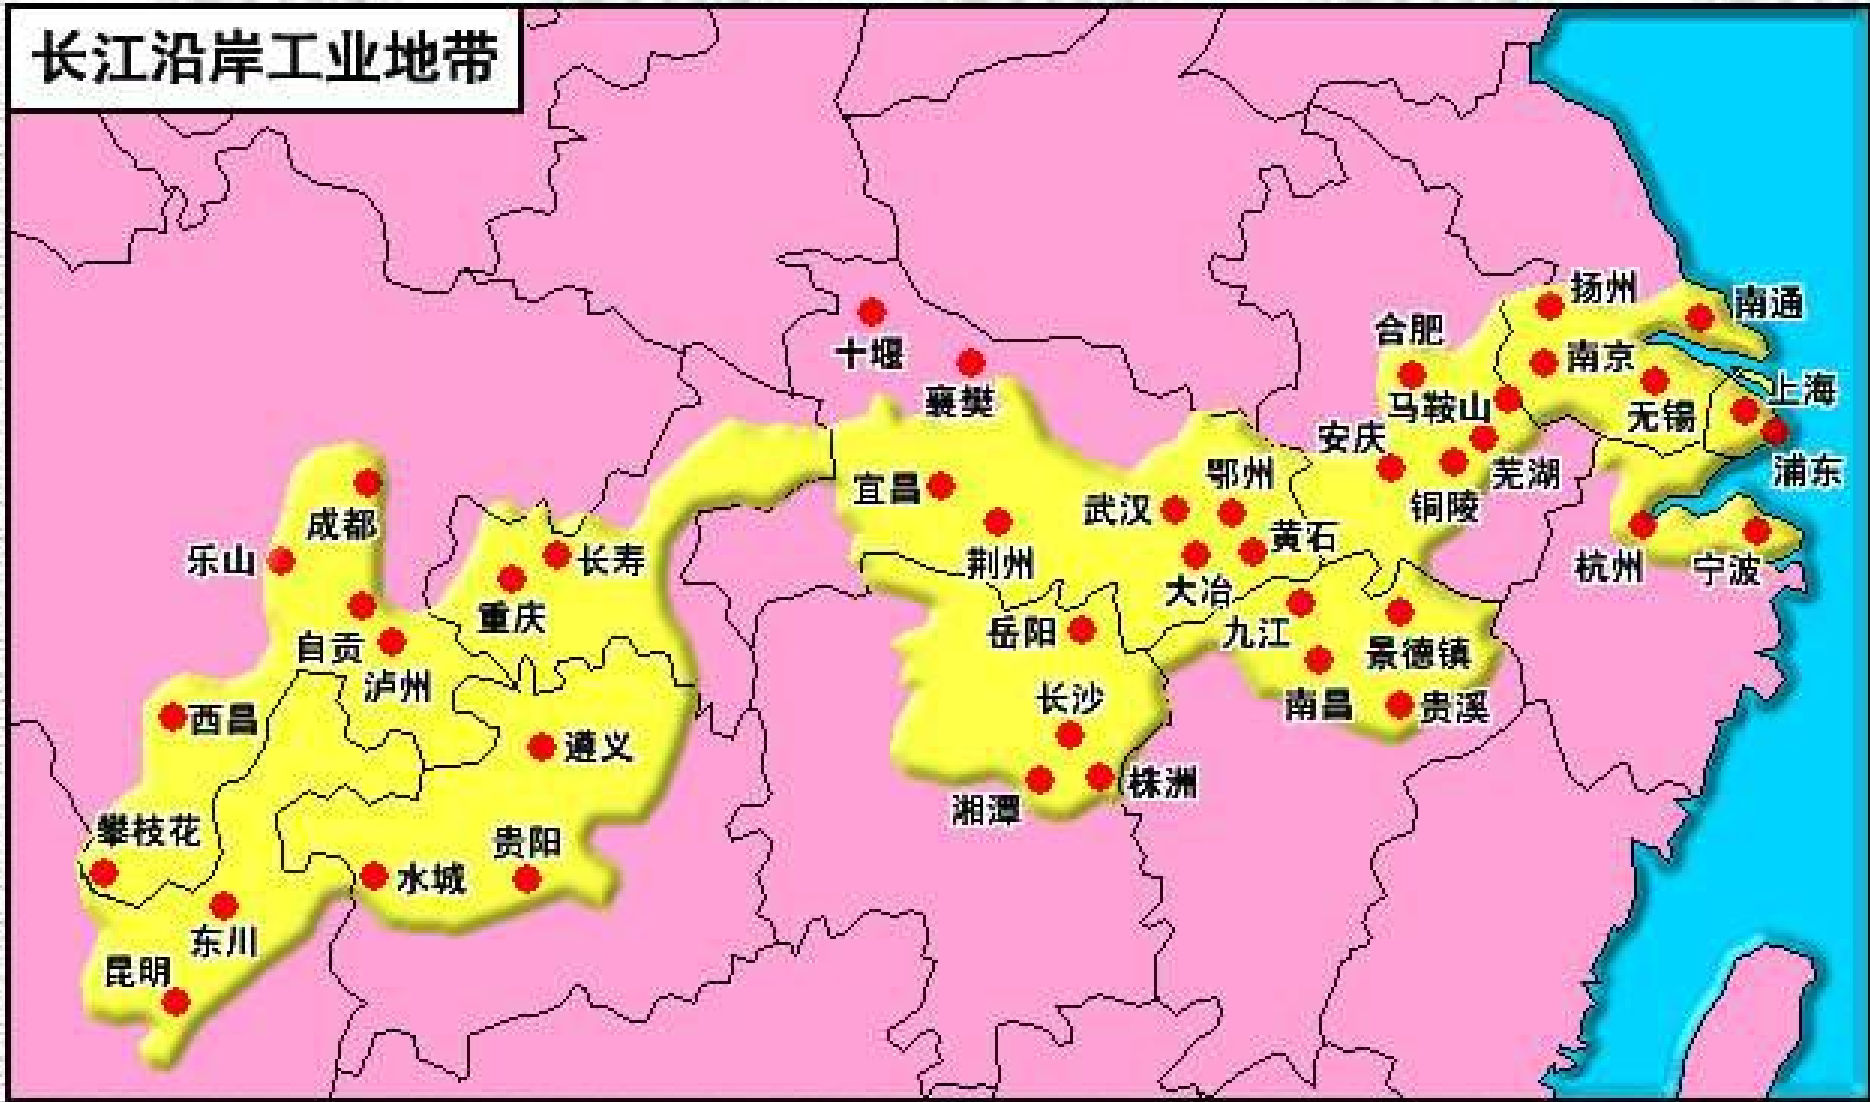 长江沿岸工业地带
扬州
南通
合肥
南京
十堰
上海
襄樊
马鞍山
无锡
安庆
浦东
鄂州
芜湖
宜昌
铜陵
武汉
成都
黄石
乐山
长寿
荆州
杭州
宁波
大冶
重庆
岳阳
九江
自贡
景德镇
泸州
长沙
南昌
贵溪
西昌
遵义
株洲
湘潭
攀枝花
贵阳
水城
东川
昆明